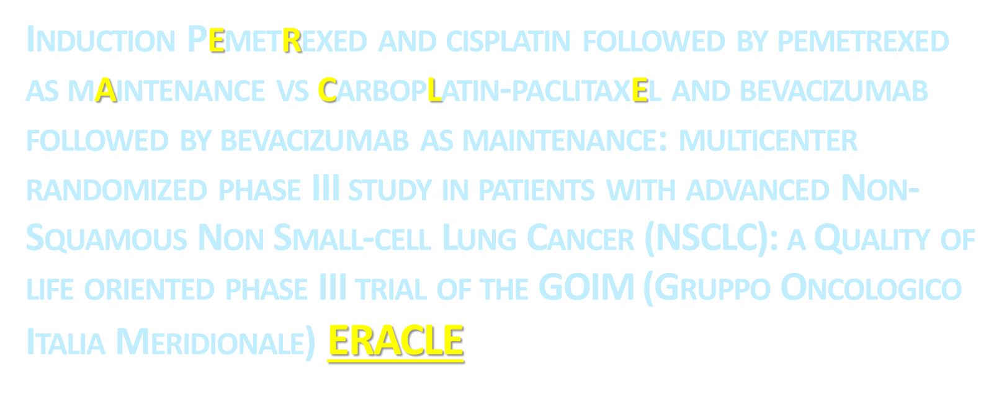 Induction PEmetRexed and cisplatin followed by pemetrexed
as mAintenance vs CarbopLatin-paclitaxEl and bevacizumab
followed by bevacizumab as maintenance: multicenter
randomized phase III study in patients with advanced Non-
Squamous Non Small-cell Lung Cancer (NSCLC): a Quality of
life oriented phase III trial of the GOIM (Gruppo Oncologico
Italia Meridionale) ERACLE